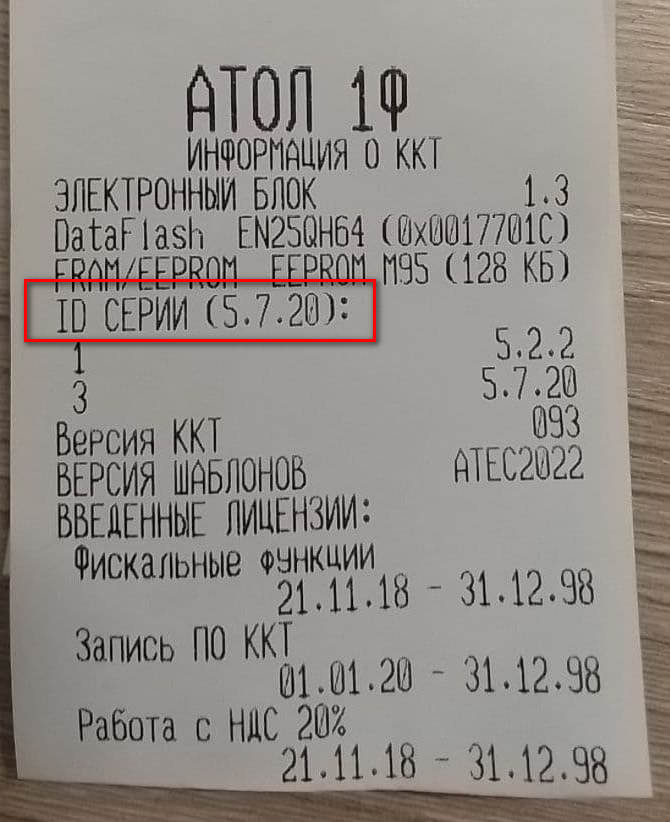 АТОЛ 1Ф
ИНФОРМАЦИЯ О ККТ
ЭЛЕКТРОННЫЙ БЛОК 1.3
DataFlash EN25QH64 (0x0017701C)
FRAM/EEPROM EEPROM M95 (128 КБ)
ID СЕРИИ (5.7.20):
1 5.2.2
3 5.7.20
Версия ККТ 093
ВЕРСИЯ ШАБЛОНОВ ATEC2022
ВВЕДЕННЫЕ ЛИЦЕНЗИИ:
Фискальные функции
21.11.18 - 31.12.98
Запись ПО ККТ
01.01.20 - 31.12.98
Работа с НДС 20%
21.11.18 - 31.12.98